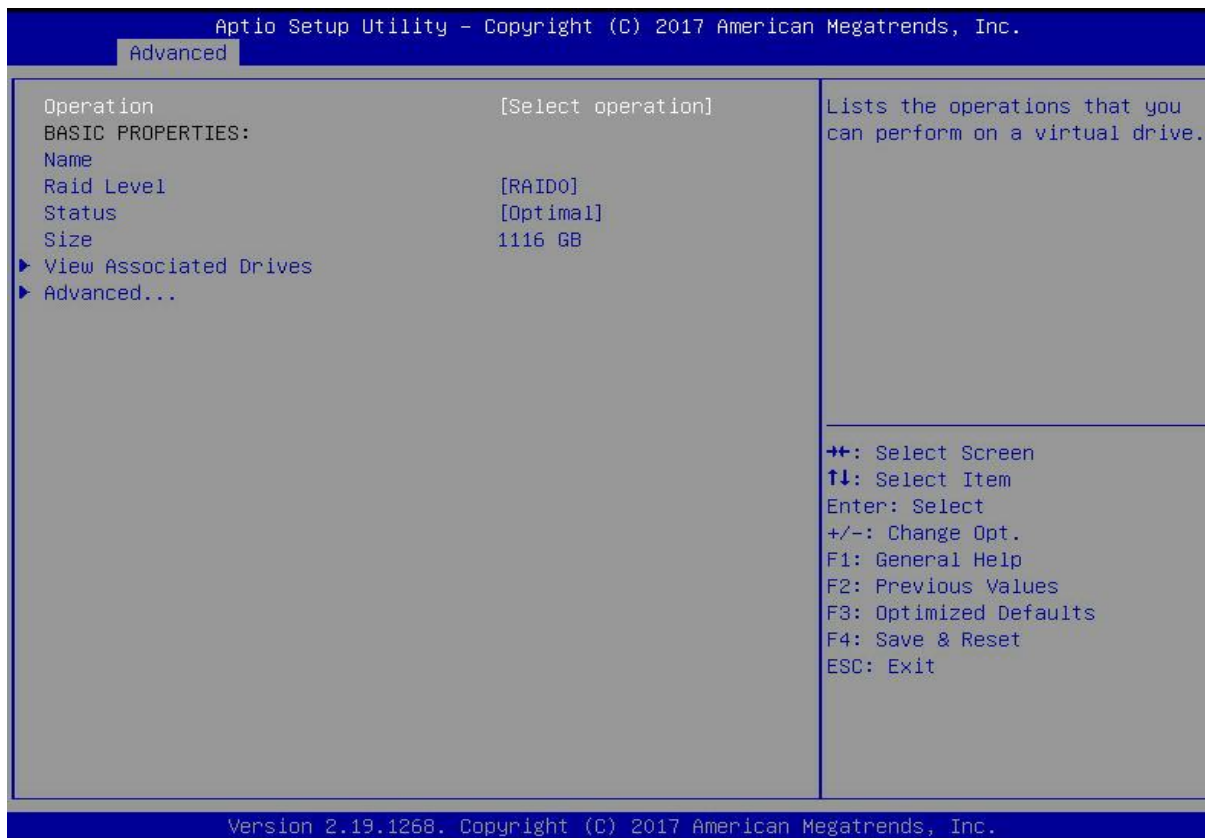 Aptio Setup Utility – Copyright (C) 2017 American Megatrends, Inc.
Advanced
Operation [Select operation]
BASIC PROPERTIES:
Name
Raid Level [RAID0]
Status [Optimal]
Size 1116 GB
▶ View Associated Drives
▶ Advanced...
Lists the operations that you
can perform on a virtual drive.
→←: Select Screen
↑↓: Select Item
Enter: Select
+/-: Change Opt.
F1: General Help
F2: Previous Values
F3: Optimized Defaults
F4: Save & Reset
ESC: Exit
Version 2.19.1268. Copyright (C) 2017 American Megatrends, Inc.